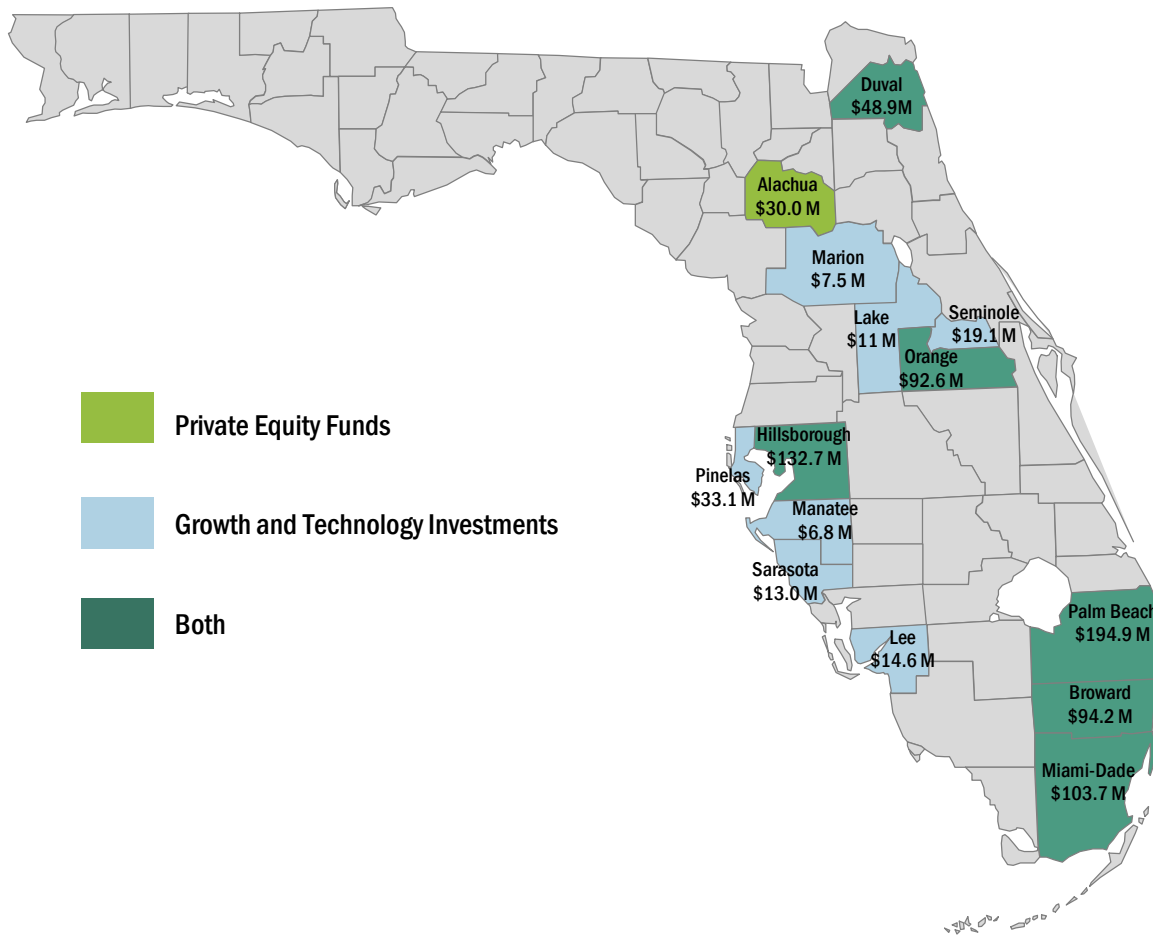 Duval
$48.9M
Alachua
$30.0 M
Marion
$7.5 M
Lake
$11 M
Seminole
$19.1 M
Orange
$92.6 M
Private Equity Funds
Hillsborough
$132.7 M
Pinelas
$33.1 M
Growth and Technology Investments
Manatee
$6.8 M
Sarasota
$13.0 M
Both
Lee
$14.6 M
Palm Beach
$194.9 M
Broward
$94.2 M
Miami-Dade
$103.7 M